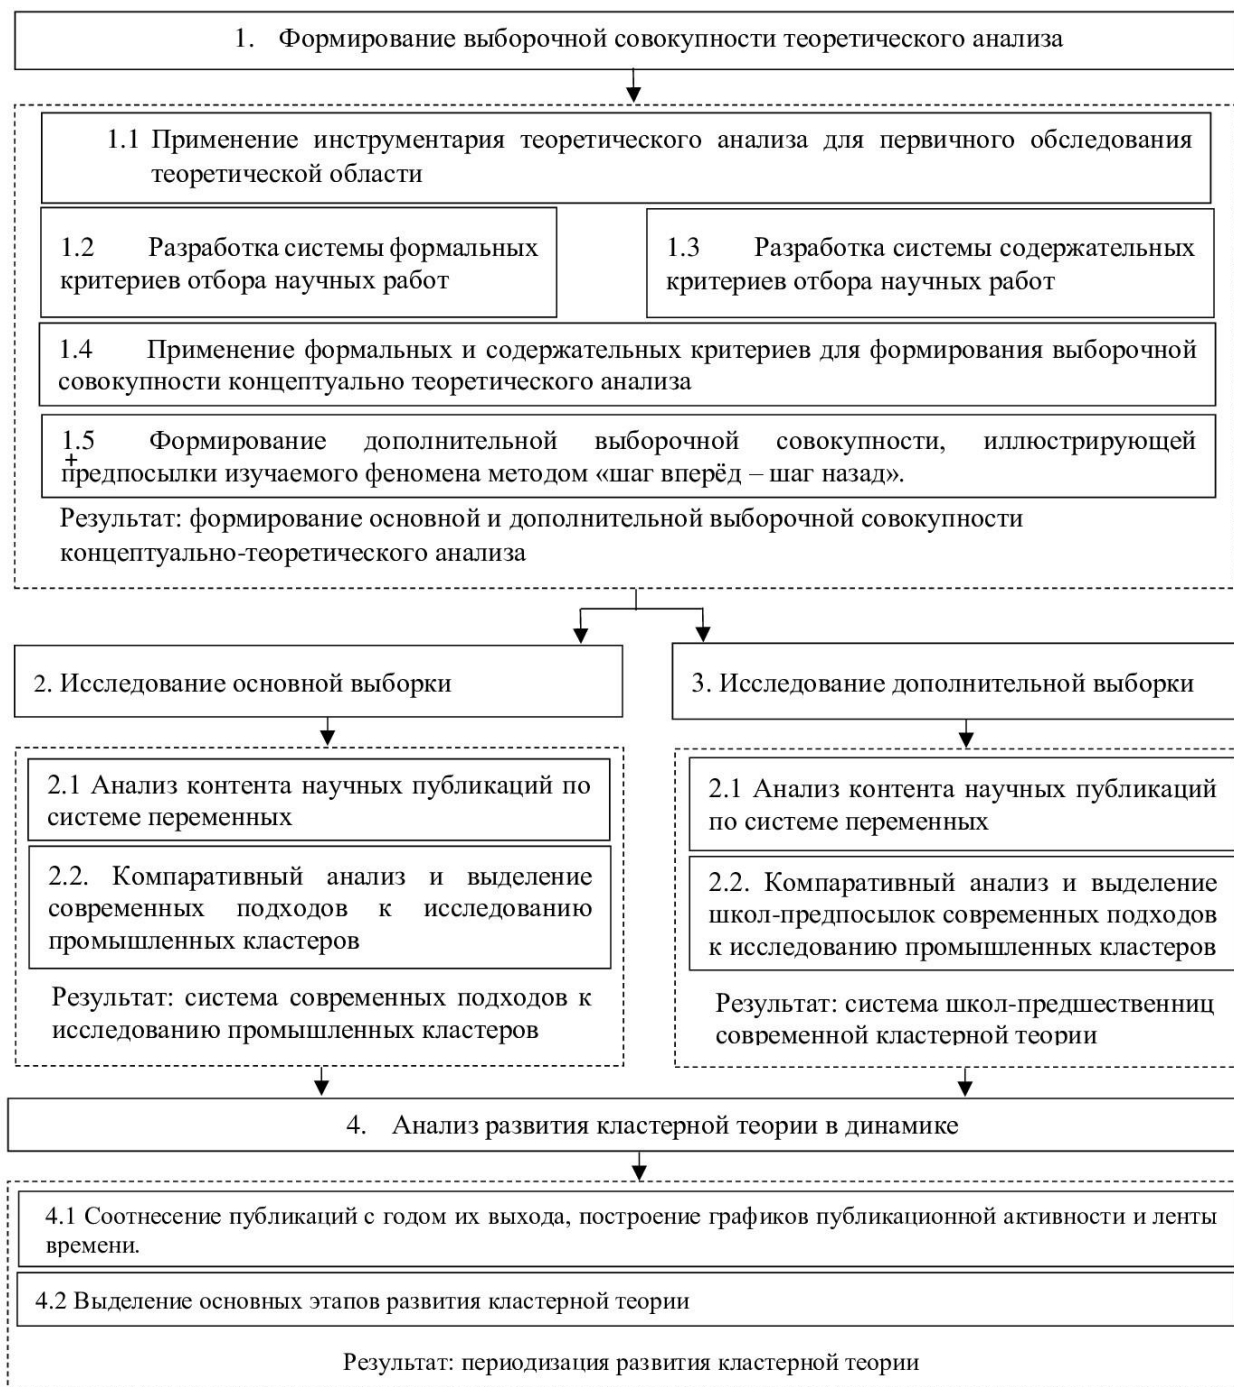 1. Формирование выборочной совокупности теоретического анализа
1.1 Применение инструментария теоретического анализа для первичного обследования
теоретической области
1.2 Разработка системы формальных
критериев отбора научных работ
1.3 Разработка системы содержательных
критериев отбора научных работ
1.4 Применение формальных и содержательных критериев для формирования выборочной
совокупности концептуально теоретического анализа
1.5 Формирование дополнительной выборочной совокупности, иллюстрирующей
предпосылки изучаемого феномена методом «шаг вперёд – шаг назад».
Результат: формирование основной и дополнительной выборочной совокупности
концептуально-теоретического анализа
2. Исследование основной выборки
3. Исследование дополнительной выборки
2.1 Анализ контента научных публикаций по
системе переменных
2.2. Компаративный анализ и выделение
современных подходов к исследованию
промышленных кластеров
Результат: система современных подходов к
исследованию промышленных кластеров
2.1 Анализ контента научных публикаций
по системе переменных
2.2. Компаративный анализ и выделение
школ-предпосылок современных подходов
к исследованию промышленных кластеров
Результат: система школ-предшественниц
современной кластерной теории
4. Анализ развития кластерной теории в динамике
4.1 Соотнесение публикаций с годом их выхода, построение графиков публикационной активности и ленты
времени.
4.2 Выделение основных этапов развития кластерной теории
Результат: периодизация развития кластерной теории